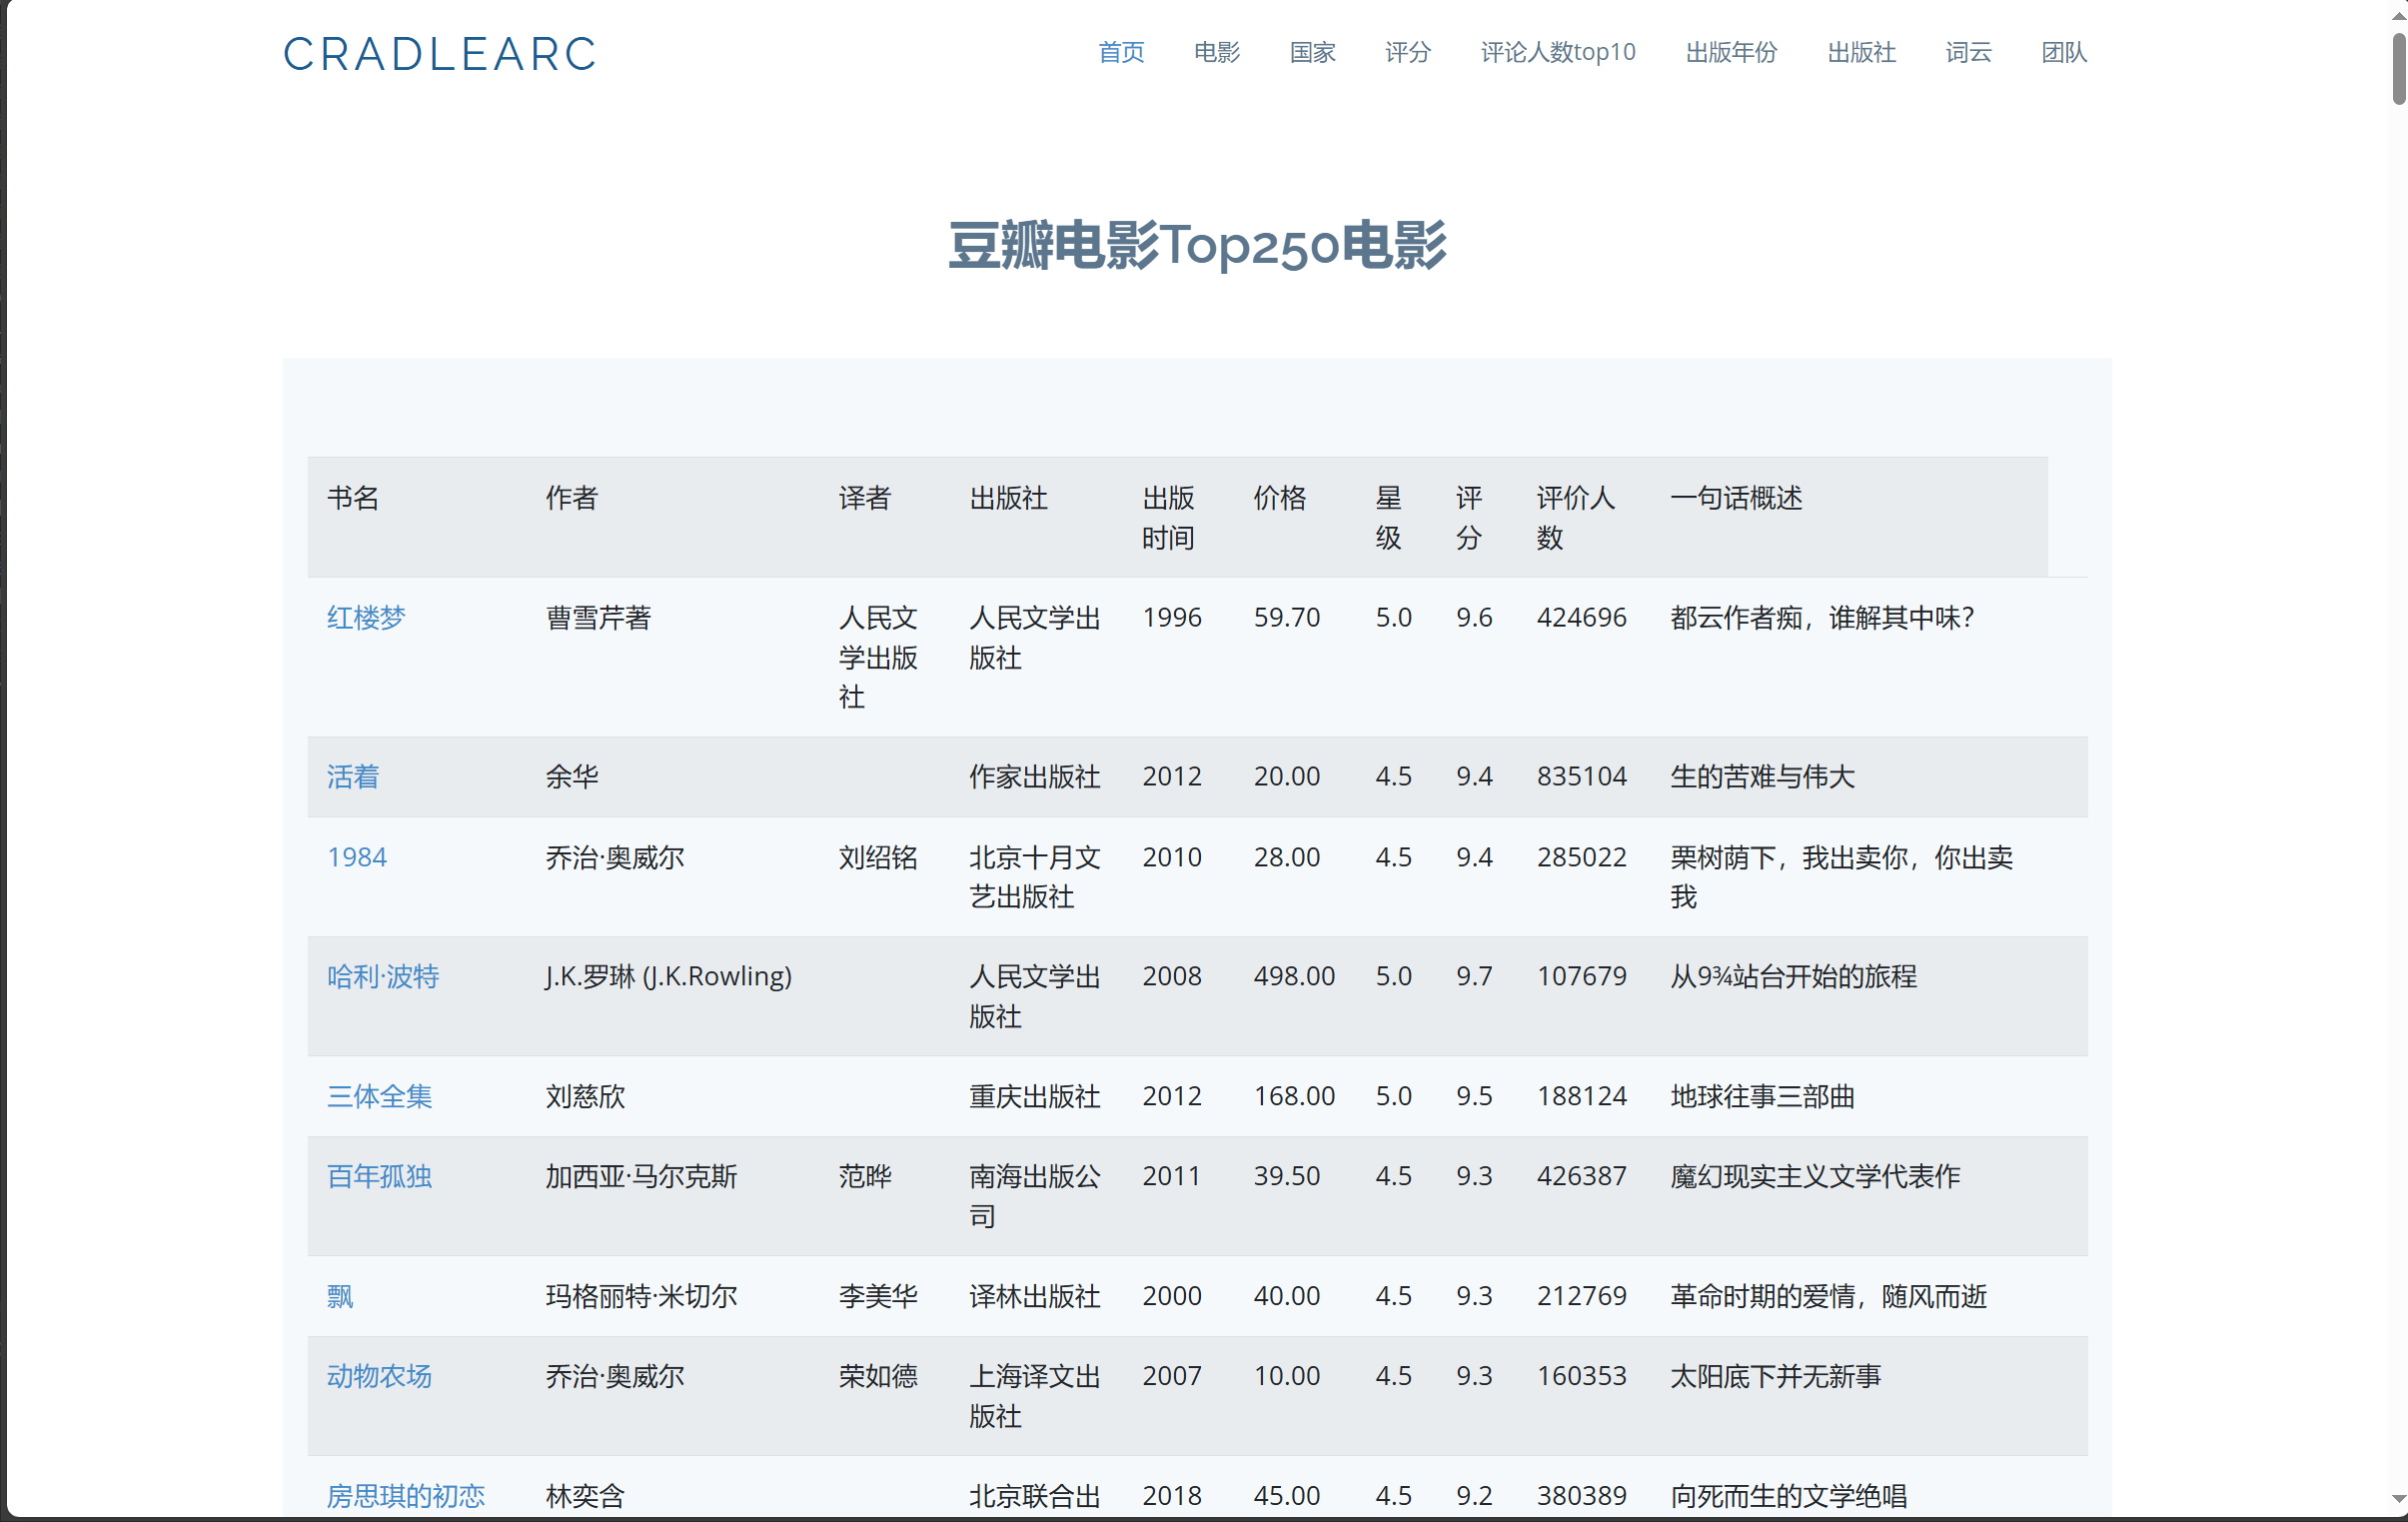 CRADLEARC
首页 电影 国家 评分 评论人数top10 出版年份 出版社 词云 团队
豆瓣电影Top250电影
书名 作者 译者 出版社 出版时间 价格 星级 评分 评价人数 一句话概述
红楼梦 曹雪芹著 人民文学出版社 人民文学出版社 1996 59.70 5.0 9.6 424696 都云作者痴，谁解其中味？
活着 余华 作家出版社 2012 20.00 4.5 9.4 835104 生的苦难与伟大
1984 乔治·奥威尔 刘绍铭 北京十月文艺出版社 2010 28.00 4.5 9.4 285022 栗树荫下，我出卖你，你出卖我
哈利·波特 J.K.罗琳 (J.K.Rowling) 人民文学出版社 2008 498.00 5.0 9.7 107679 从9¾站台开始的旅程
三体全集 刘慈欣 重庆出版社 2012 168.00 5.0 9.5 188124 地球往事三部曲
百年孤独 加西亚·马尔克斯 范晔 南海出版公司 2011 39.50 4.5 9.3 426387 魔幻现实主义文学代表作
飘 玛格丽特·米切尔 李美华 译林出版社 2000 40.00 4.5 9.3 212769 革命时期的爱情，随风而逝
动物农场 乔治·奥威尔 荣如德 上海译文出版社 2007 10.00 4.5 9.3 160353 太阳底下并无新事
房思琪的初恋 林奕含 北京联合出 2018 45.00 4.5 9.2 380389 向死而生的文学绝唱